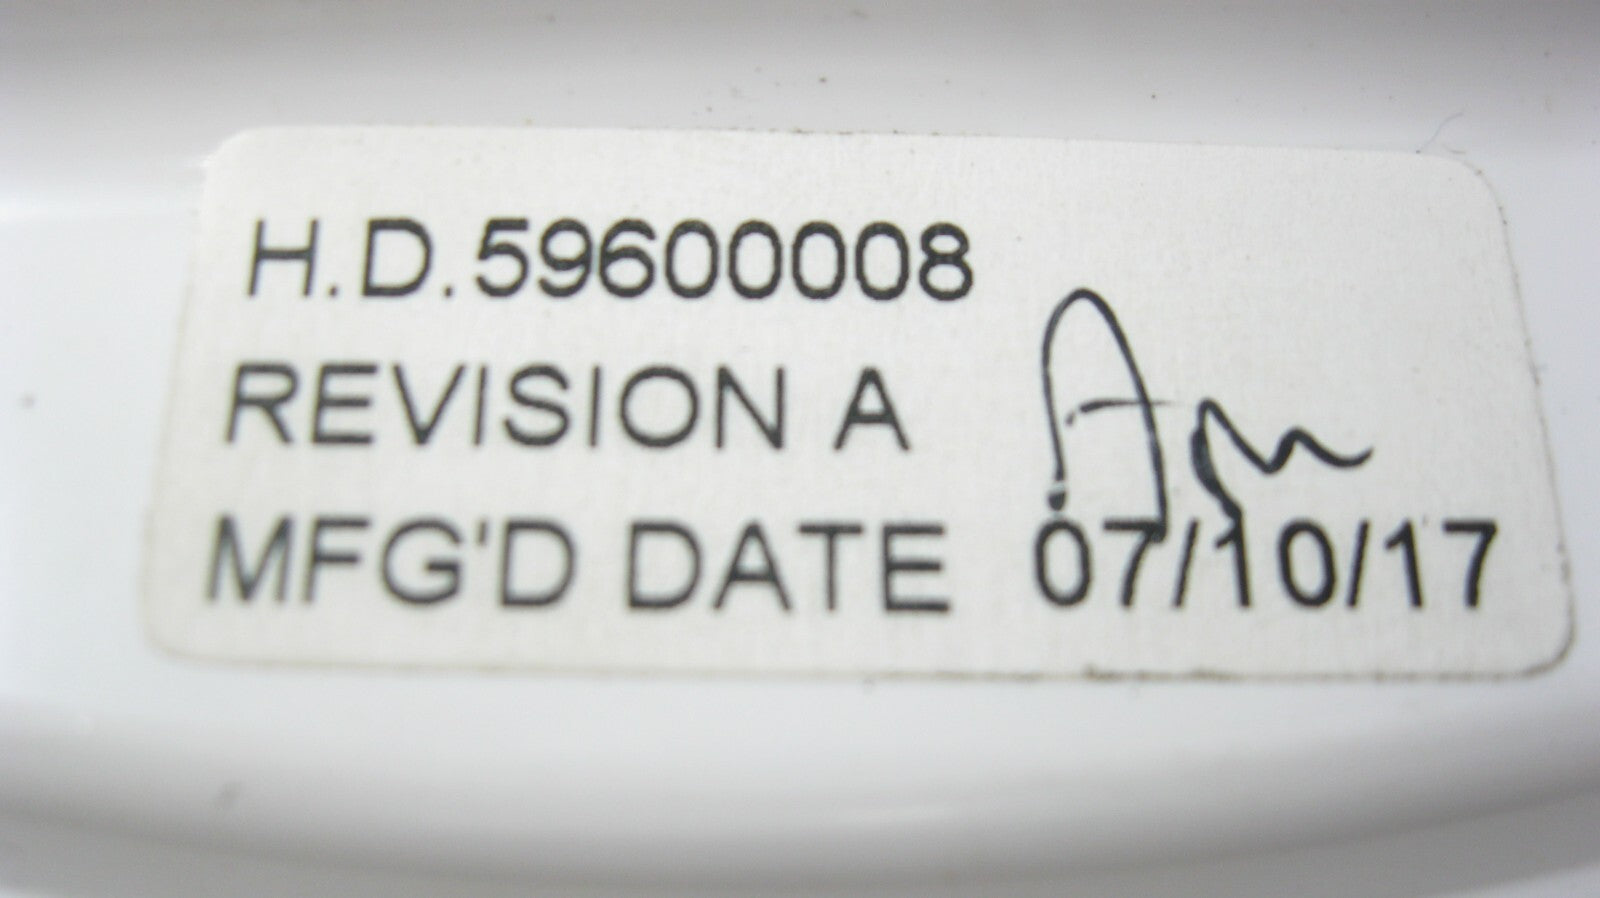 H.D.59600008
REVISION A
MFG'D DATE 07/10/17